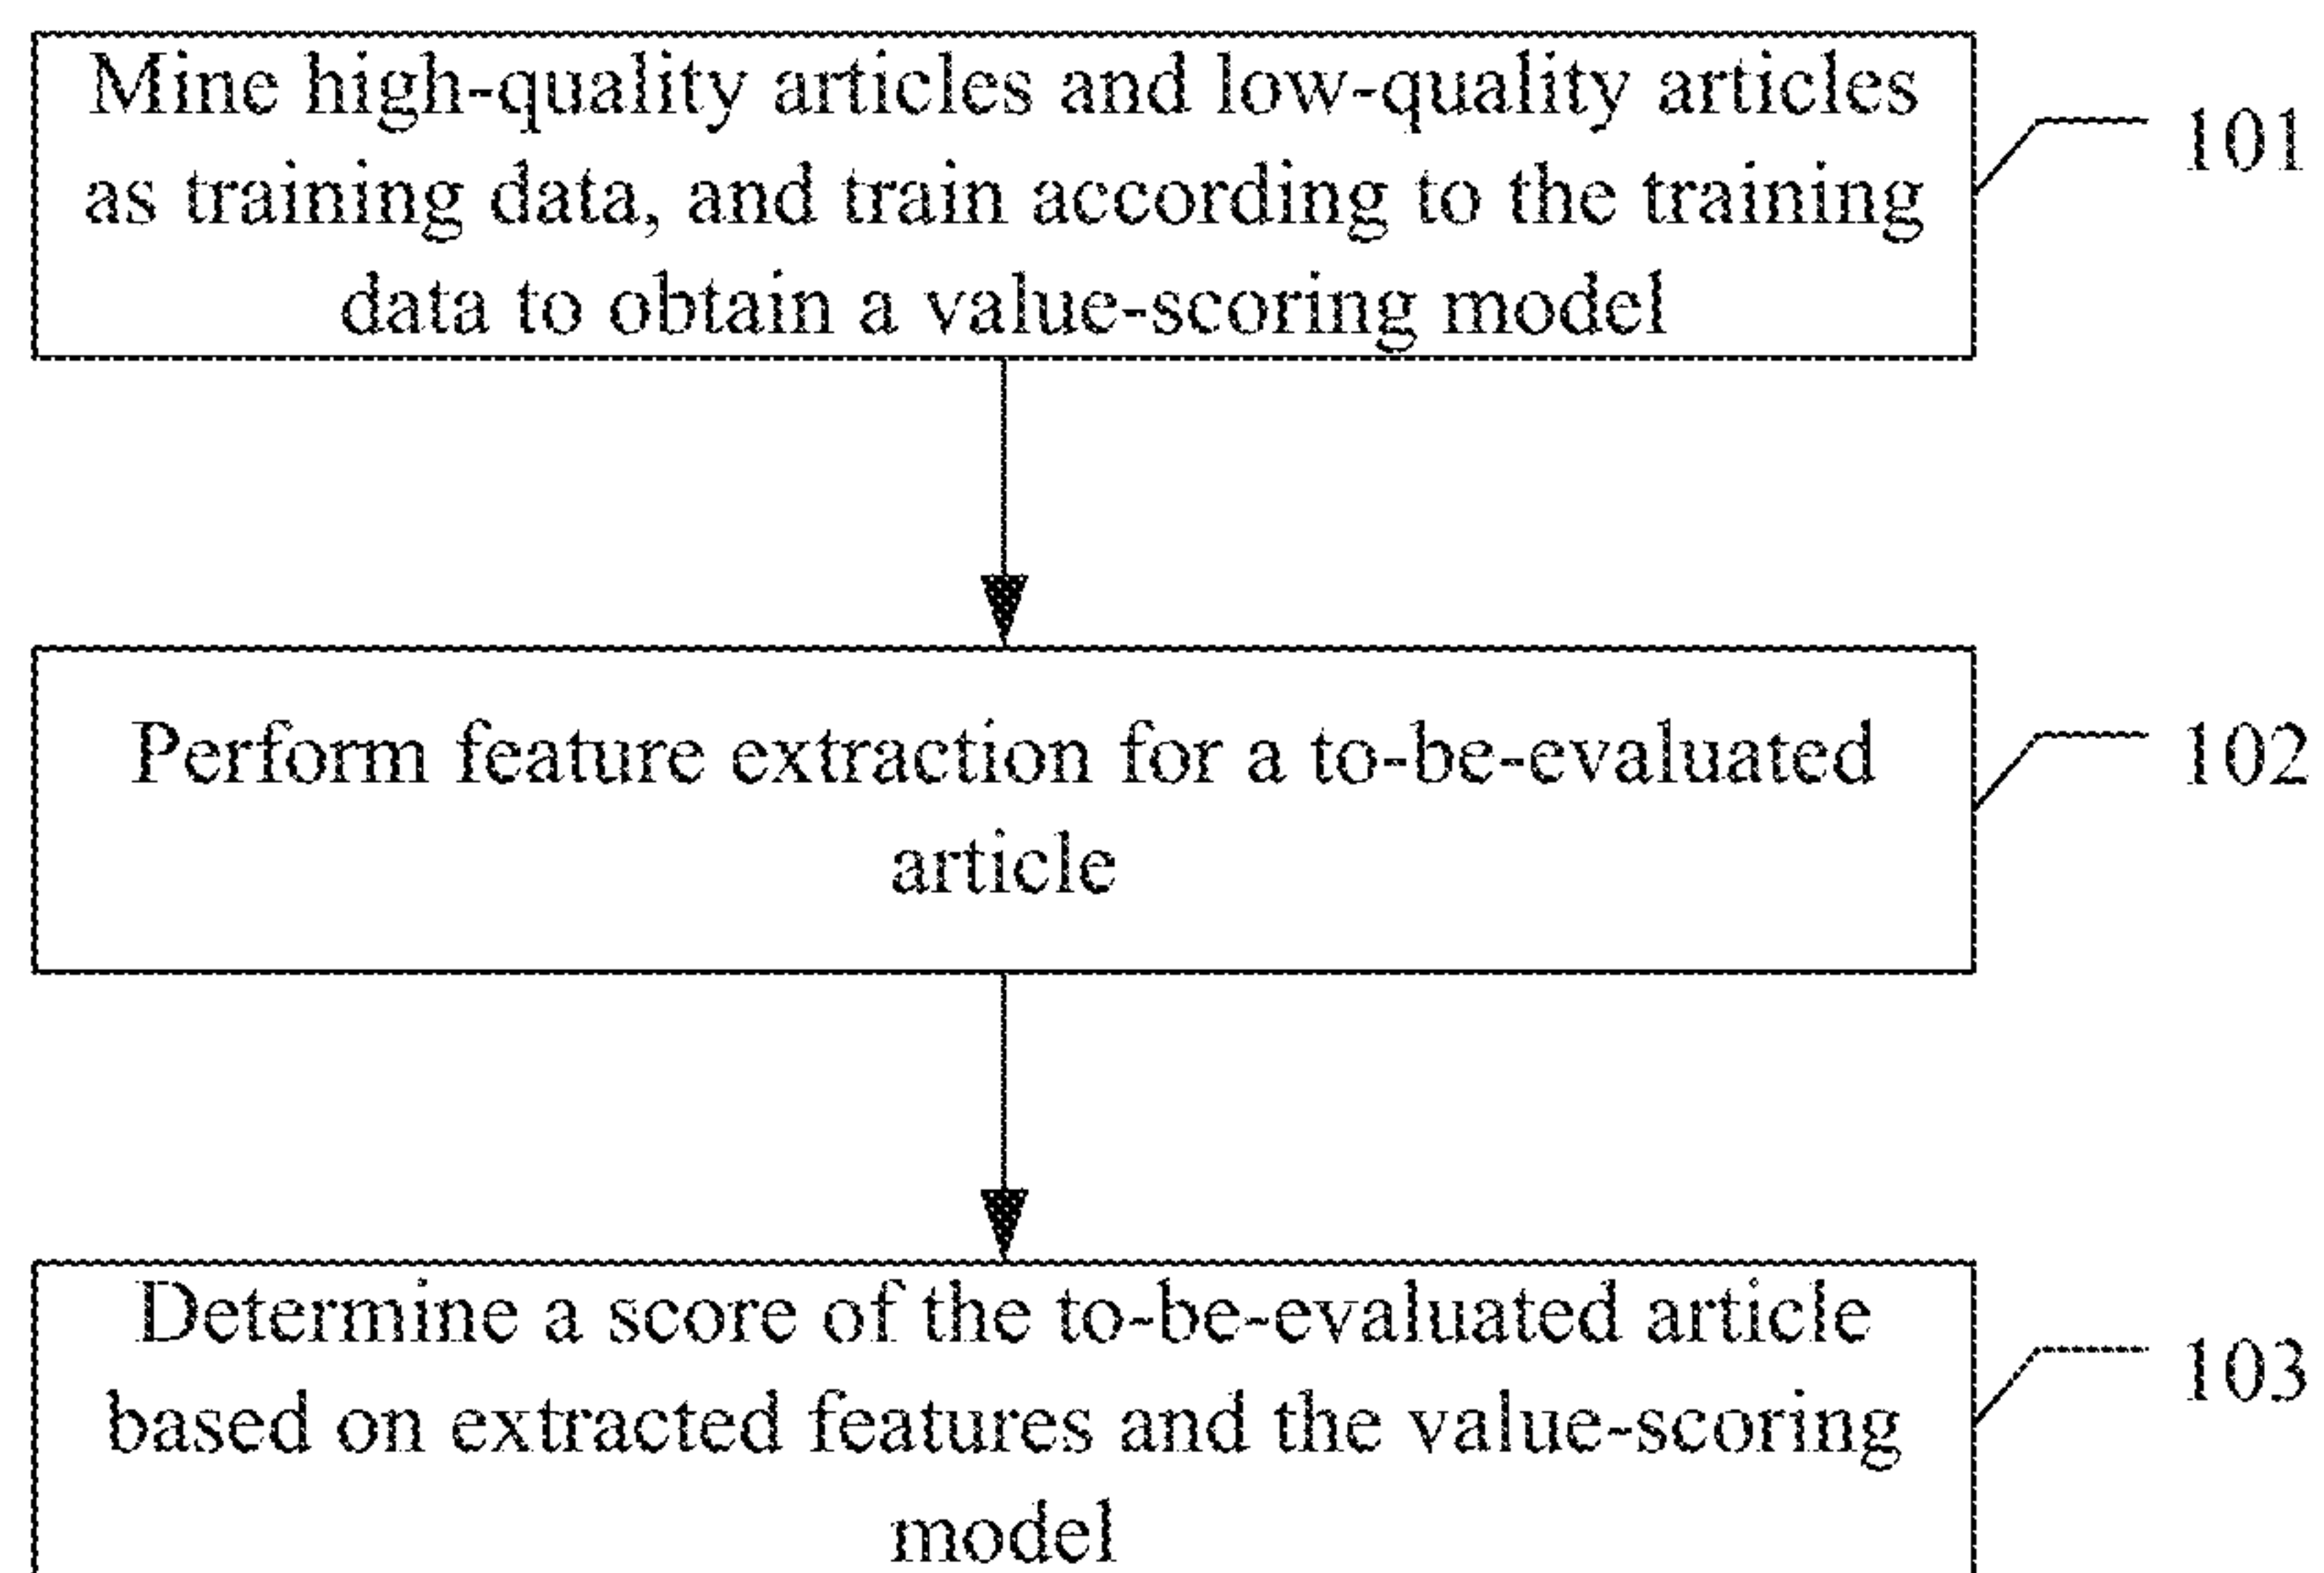 Mine high-quality articles and low-quality articles
as training data, and train according to the training
data to obtain a value-scoring model
101
Perform feature extraction for a to-be-evaluated
article
102
Determine a score of the to-be-evaluated article
based on extracted features and the value-scoring
model
103